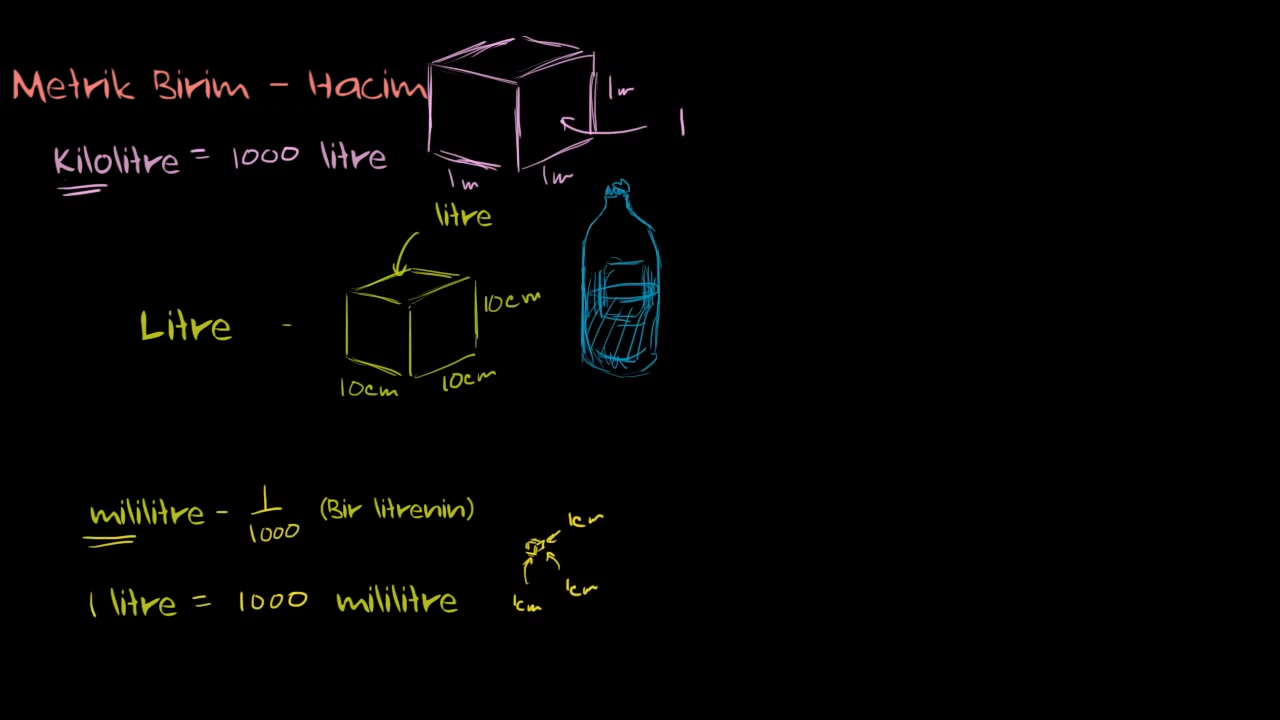 Metrik Birim - Hacim
1m
1
Kilolitre = 1000 litre
1m
1m
litre
Litre -
10cm
10cm
10cm
mililitre - 1/1000 (Bir litrenin)
1cm
1cm
1cm
1 litre = 1000 mililitre